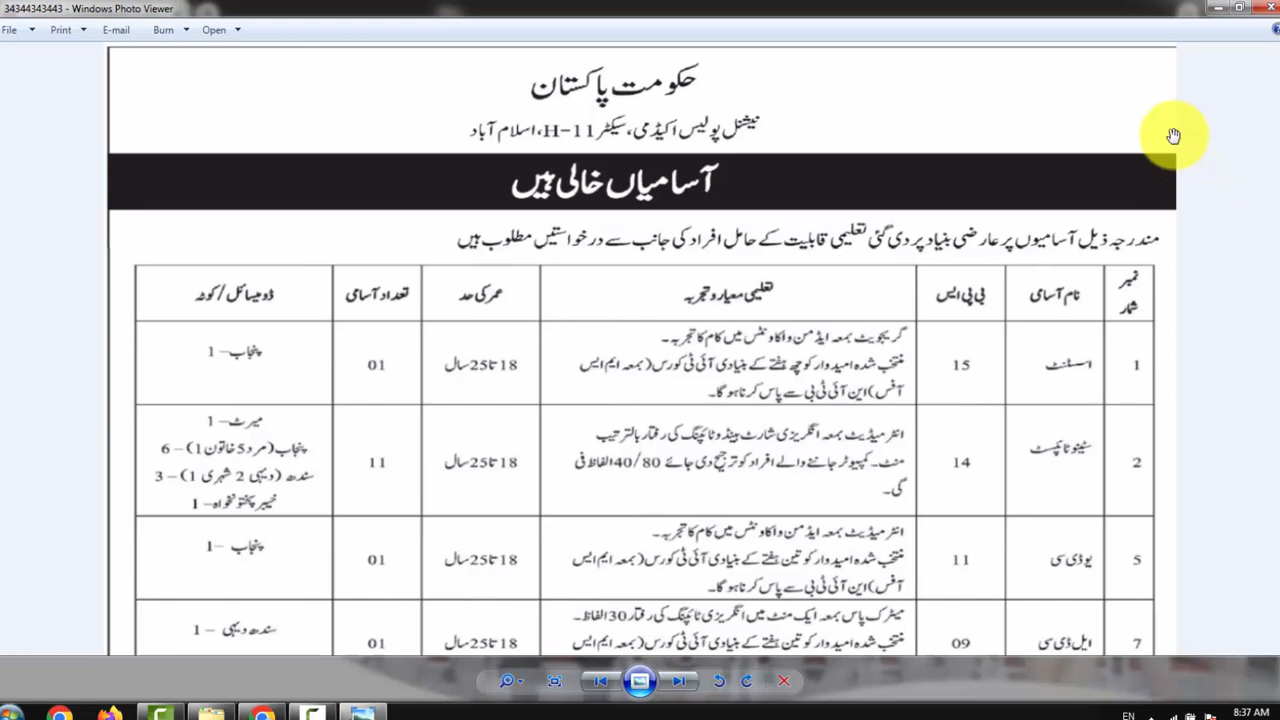 34344343443 - Windows Photo Viewer
File Print E-mail Burn Open
حکومت پاکستان
نیشنل پولیس اکیڈمی، سیکٹر H-11، اسلام آباد
آسامیاں خالی ہیں
مندرجہ ذیل آسامیوں پر عارضی بنیاد پر دی گئی تعلیمی قابلیت کے حامل افراد کی جانب سے درخواستیں مطلوب ہیں
نمبر شمار نام آسامی بی پی ایس تعلیمی معیار و تجربہ عمر کی حد تعداد آسامی ڈومیسائل/کوٹہ
1 اسسٹنٹ 15
گریجویٹ بمعہ ایڈمن و اکاونٹس میں کام کا تجربہ۔
منتخب شدہ امیدوار کو چھ ہفتے کے بنیادی آئی ٹی کورس (بمعہ ایم ایس
آفس) این آئی ٹی بی سے پاس کرنا ہو گا۔
18 تا 25 سال 01 پنجاب – 1
2 سٹینو ٹائپسٹ 14
انٹر میڈیٹ بمعہ انگریزی شارٹ ہینڈ و ٹائپنگ کی رفتار بالترتیب
منٹ۔ کمپیوٹر جاننے والے افراد کو ترجیح دی جائے 40/80 الفاظ فی
گی۔
18 تا 25 سال 11
میرٹ – 1
پنجاب (مرد 5 خاتون 1) – 6
سندھ (دیہی 2 شہری 1) – 3
خیبر پختونخواہ – 1
5 یو ڈی سی 11
انٹر میڈیٹ بمعہ ایڈمن و اکاونٹس میں کام کا تجربہ۔
منتخب شدہ امیدوار کو تین ہفتے کے بنیادی آئی ٹی کورس (بمعہ ایم ایس
آفس) این آئی ٹی بی سے پاس کرنا ہو گا۔
18 تا 25 سال 01 پنجاب – 1
7 ایل ڈی سی 09
میٹرک پاس بمعہ ایک منٹ میں انگریزی ٹائپنگ کی رفتار 30 الفاظ۔
منتخب شدہ امیدوار کو تین ہفتے کے بنیادی آئی ٹی کورس (بمعہ ایم ایس
18 تا 25 سال 01 سندھ دیہی – 1
EN 8:37 AM